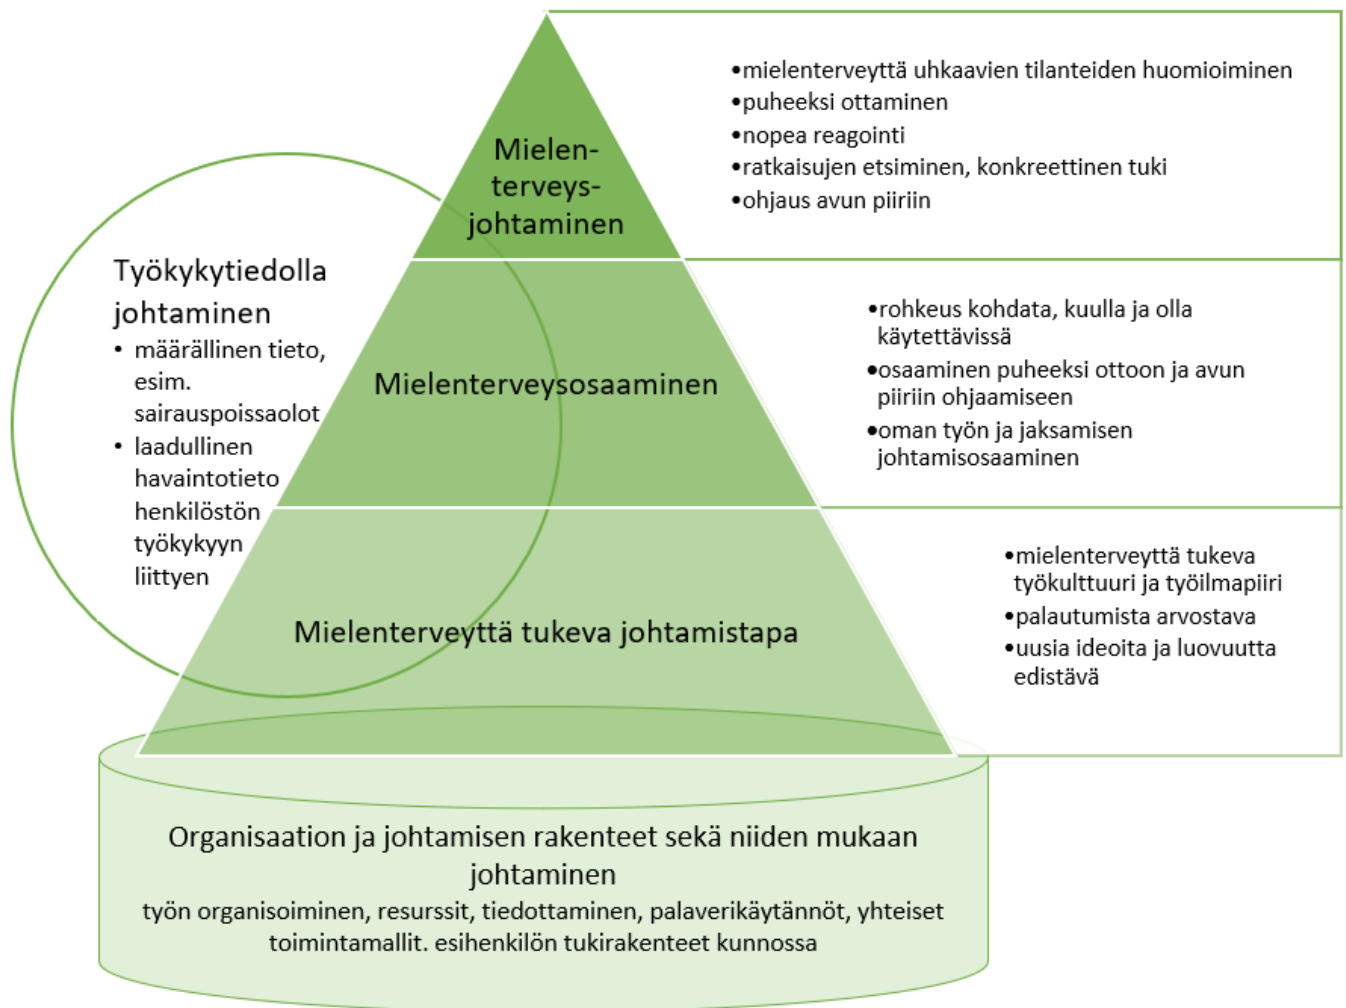 •mielenterveyttä uhkaavien tilanteiden huomioiminen
•puheeksi ottaminen
•nopea reagointi
•ratkaisujen etsiminen, konkreettinen tuki
•ohjaus avun piiriin
Mielen-
terveys-
johtaminen
Työkykytiedolla
johtaminen
• määrällinen tieto,
esim.
sairauspoissaolot
• laadullinen
havaintotieto
henkilöstön
työkykyyn
liittyen
Mielenterveysosaaminen
•rohkeus kohdata, kuulla ja olla
käytettävissä
•osaaminen puheeksi ottoon ja avun
piiriin ohjaamiseen
•oman työn ja jaksamisen
johtamisosaaminen
Mielenterveyttä tukeva johtamistapa
•mielenterveyttä tukeva
työkulttuuri ja työilmapiiri
•palautumista arvostava
•uusia ideoita ja luovuutta
edistävä
Organisaation ja johtamisen rakenteet sekä niiden mukaan
johtaminen
työn organisoiminen, resurssit, tiedottaminen, palaverikäytännöt, yhteiset
toimintamallit. esihenkilön tukirakenteet kunnossa